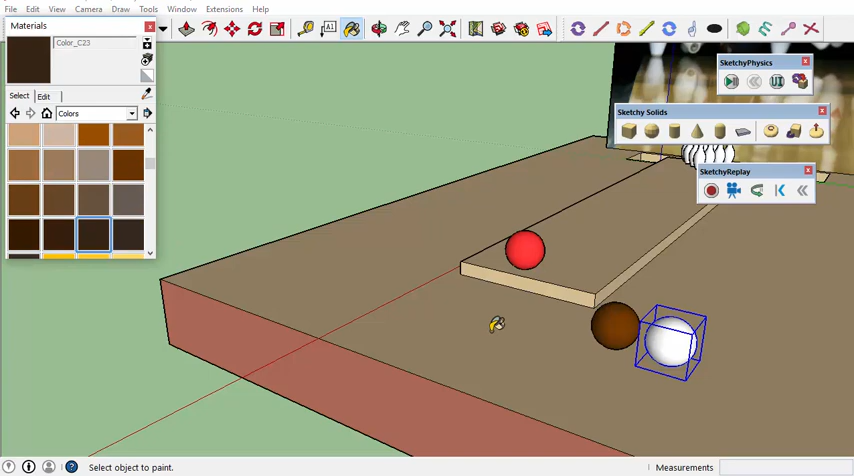 File Edit View Camera Draw Tools Window Extensions Help
Materials
Color_C23
Select Edit
Colors
SketchyPhysics
UI
Sketchy Solids
SketchyReplay
Select object to paint.
Measurements